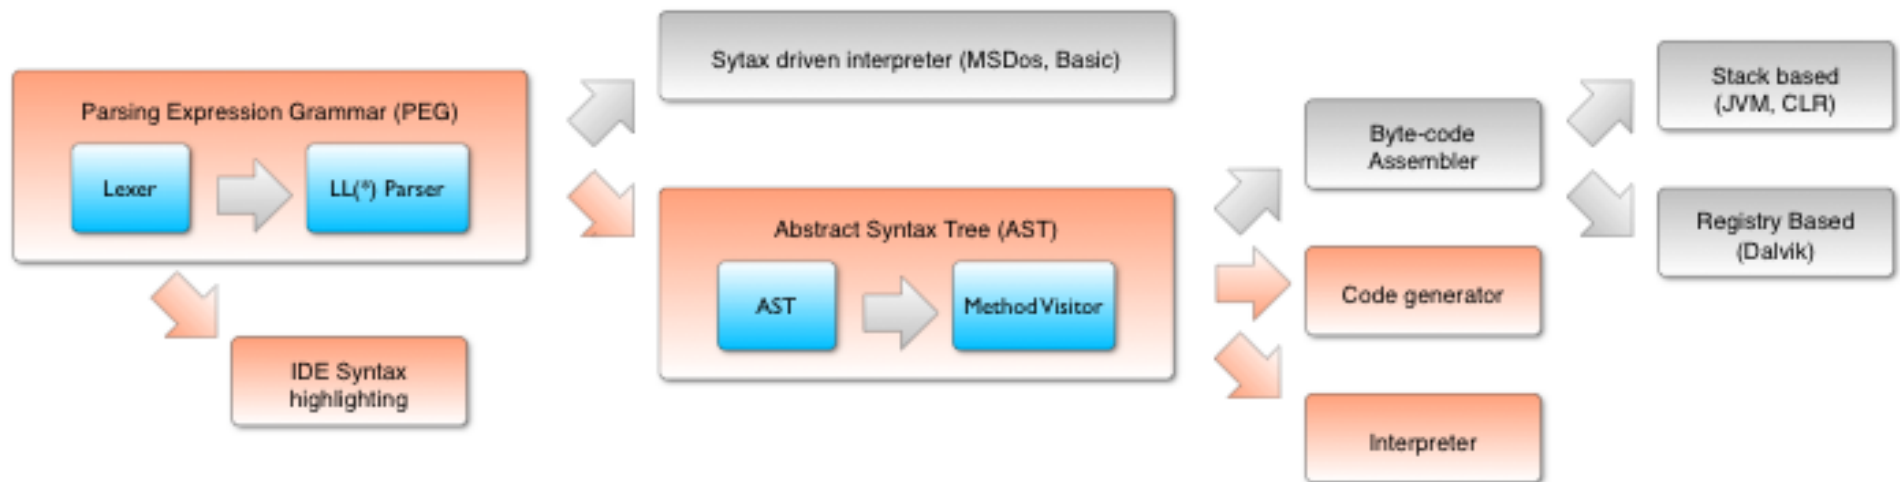 Parsing Expression Grammar (PEG)
Lexer
LL(*) Parser
IDE Syntax
highlighting
Sytax driven interpreter (MSDos, Basic)
Abstract Syntax Tree (AST)
AST
Method Visitor
Byte-code
Assembler
Code generator
Interpreter
Stack based
(JVM, CLR)
Registry Based
(Dalvik)